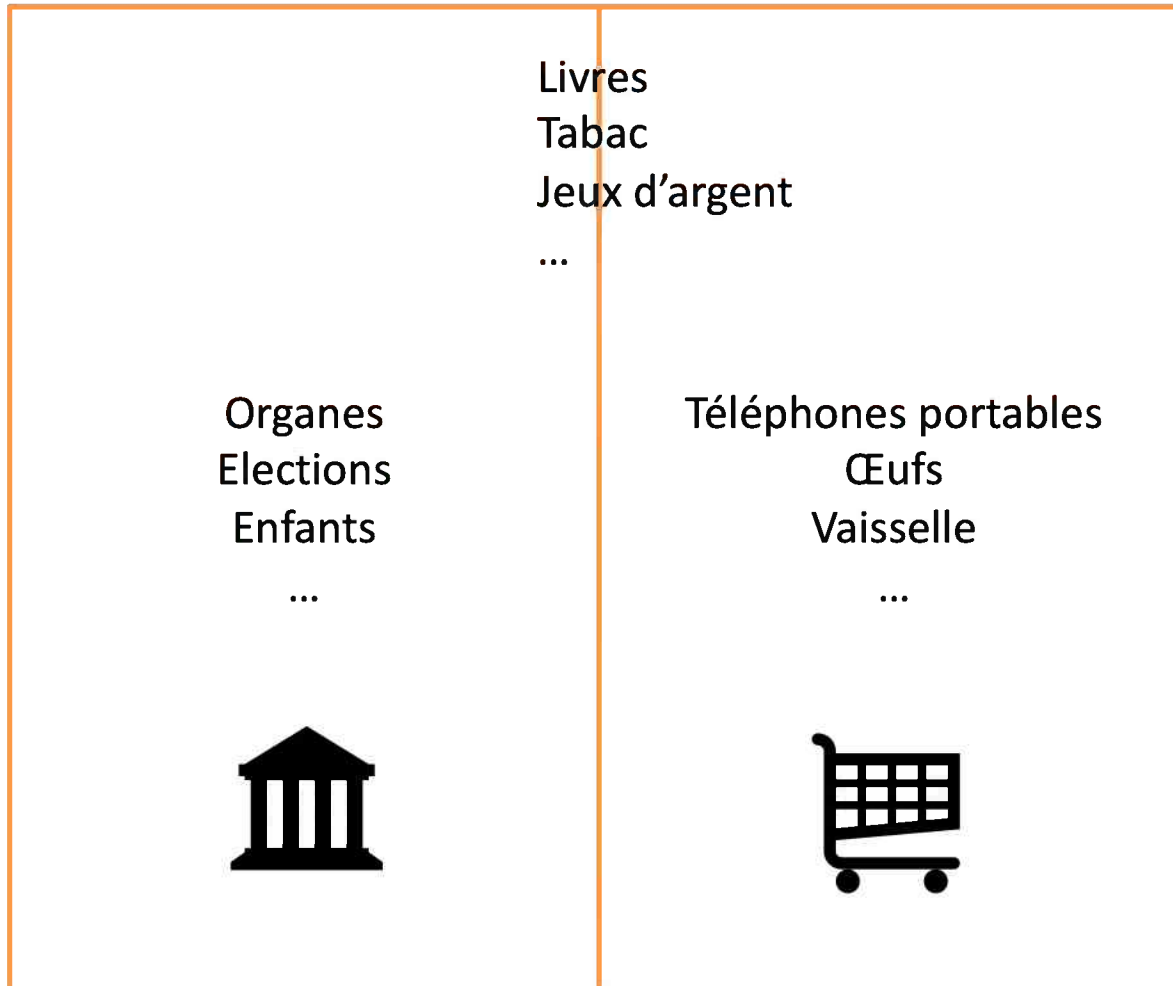 Livres
Tabac
Jeux d’argent
...
Organes
Elections
Enfants
...
Téléphones portables
Œufs
Vaisselle
...